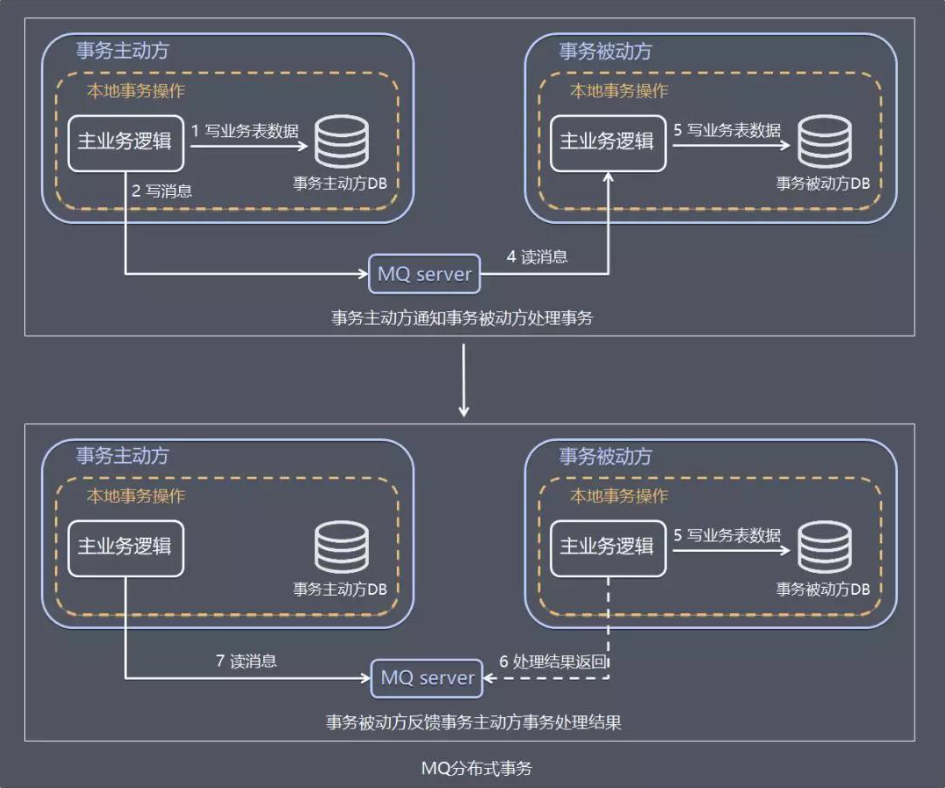 事务主动方
事务被动方
本地事务操作
本地事务操作
主业务逻辑
1 写业务表数据
事务主动方DB
主业务逻辑
5 写业务表数据
事务被动方DB
2 写消息
MQ server
4 读消息
事务主动方通知事务被动方处理事务
事务主动方
事务被动方
本地事务操作
本地事务操作
主业务逻辑
事务主动方DB
主业务逻辑
5 写业务表数据
事务被动方DB
7 读消息
MQ server
6 处理结果返回
事务被动方反馈事务主动方事务处理结果
MQ分布式事务